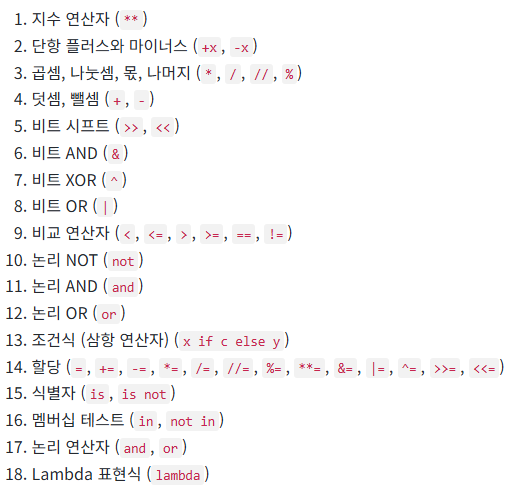 1. 지수 연산자 (**)
2. 단항 플러스와 마이너스 (+x, -x)
3. 곱셈, 나눗셈, 몫, 나머지 (*, /, //, %)
4. 덧셈, 뺄셈 (+, -)
5. 비트 시프트 (>>, <<)
6. 비트 AND (&)
7. 비트 XOR (^)
8. 비트 OR (|)
9. 비교 연산자 (<, <=, >, >=, ==, !=)
10. 논리 NOT (not)
11. 논리 AND (and)
12. 논리 OR (or)
13. 조건식 (삼항 연산자) (x if c else y)
14. 할당 (=, +=, -=, *=, /=, //=, %=, **=, &=, |=, ^=, >>=, <<=)
15. 식별자 (is, is not)
16. 멤버십 테스트 (in, not in)
17. 논리 연산자 (and, or)
18. Lambda 표현식 (lambda)